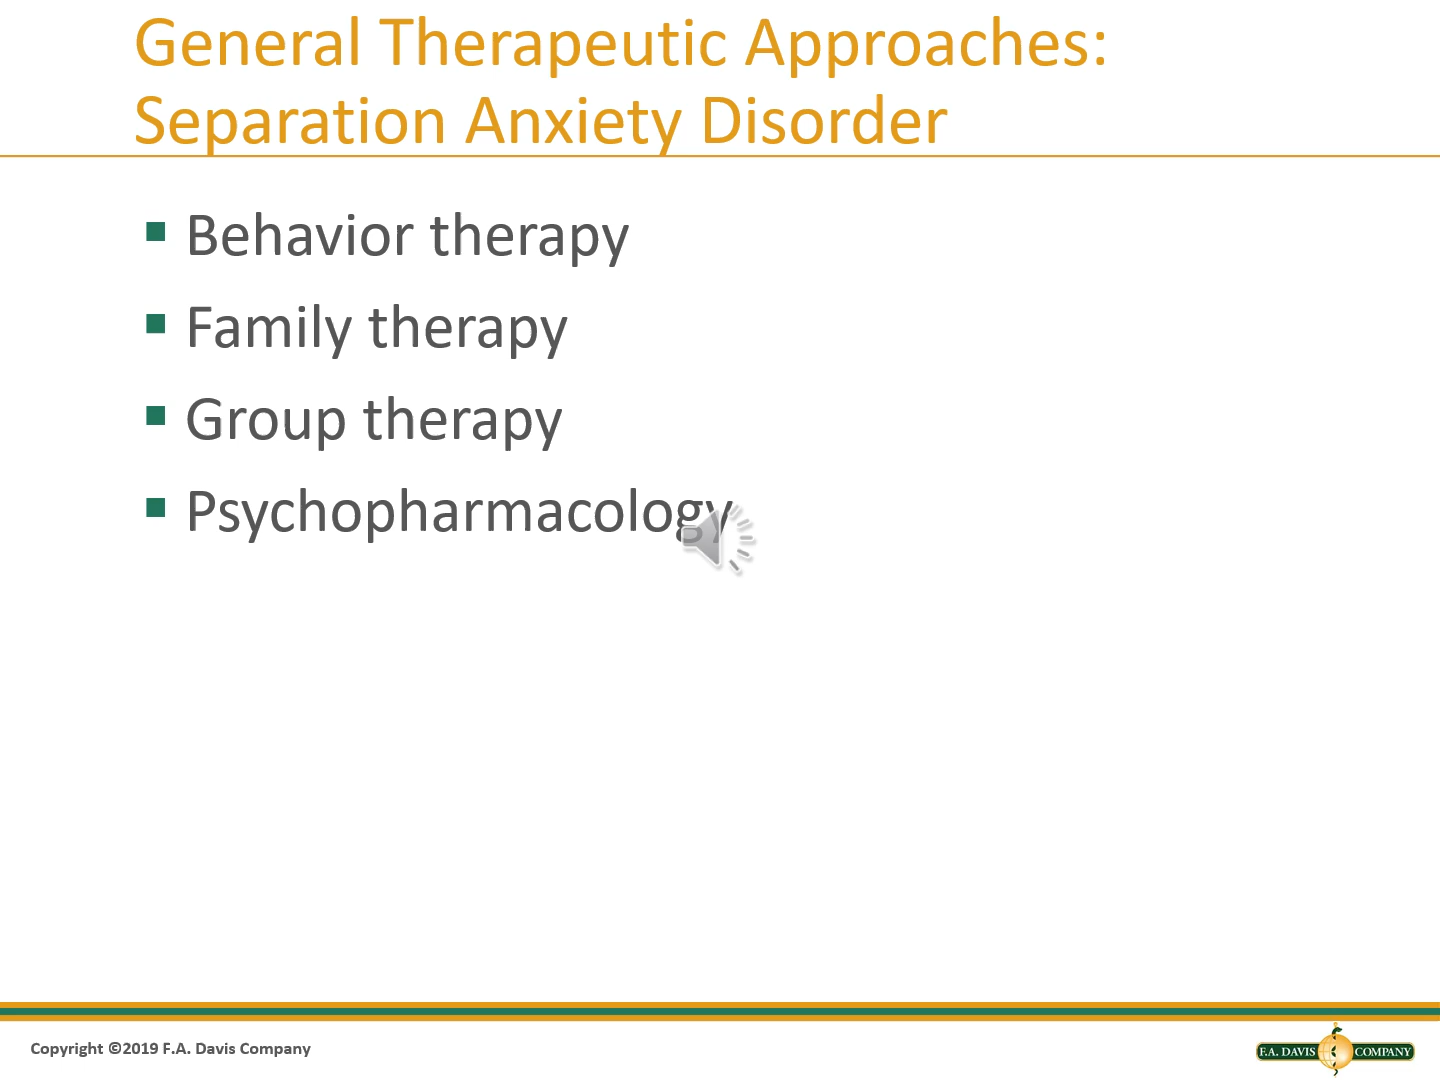 General Therapeutic Approaches:
Separation Anxiety Disorder
Behavior therapy
Family therapy
Group therapy
Psychopharmacology
Copyright ©2019 F.A. Davis Company
F.A. DAVIS COMPANY